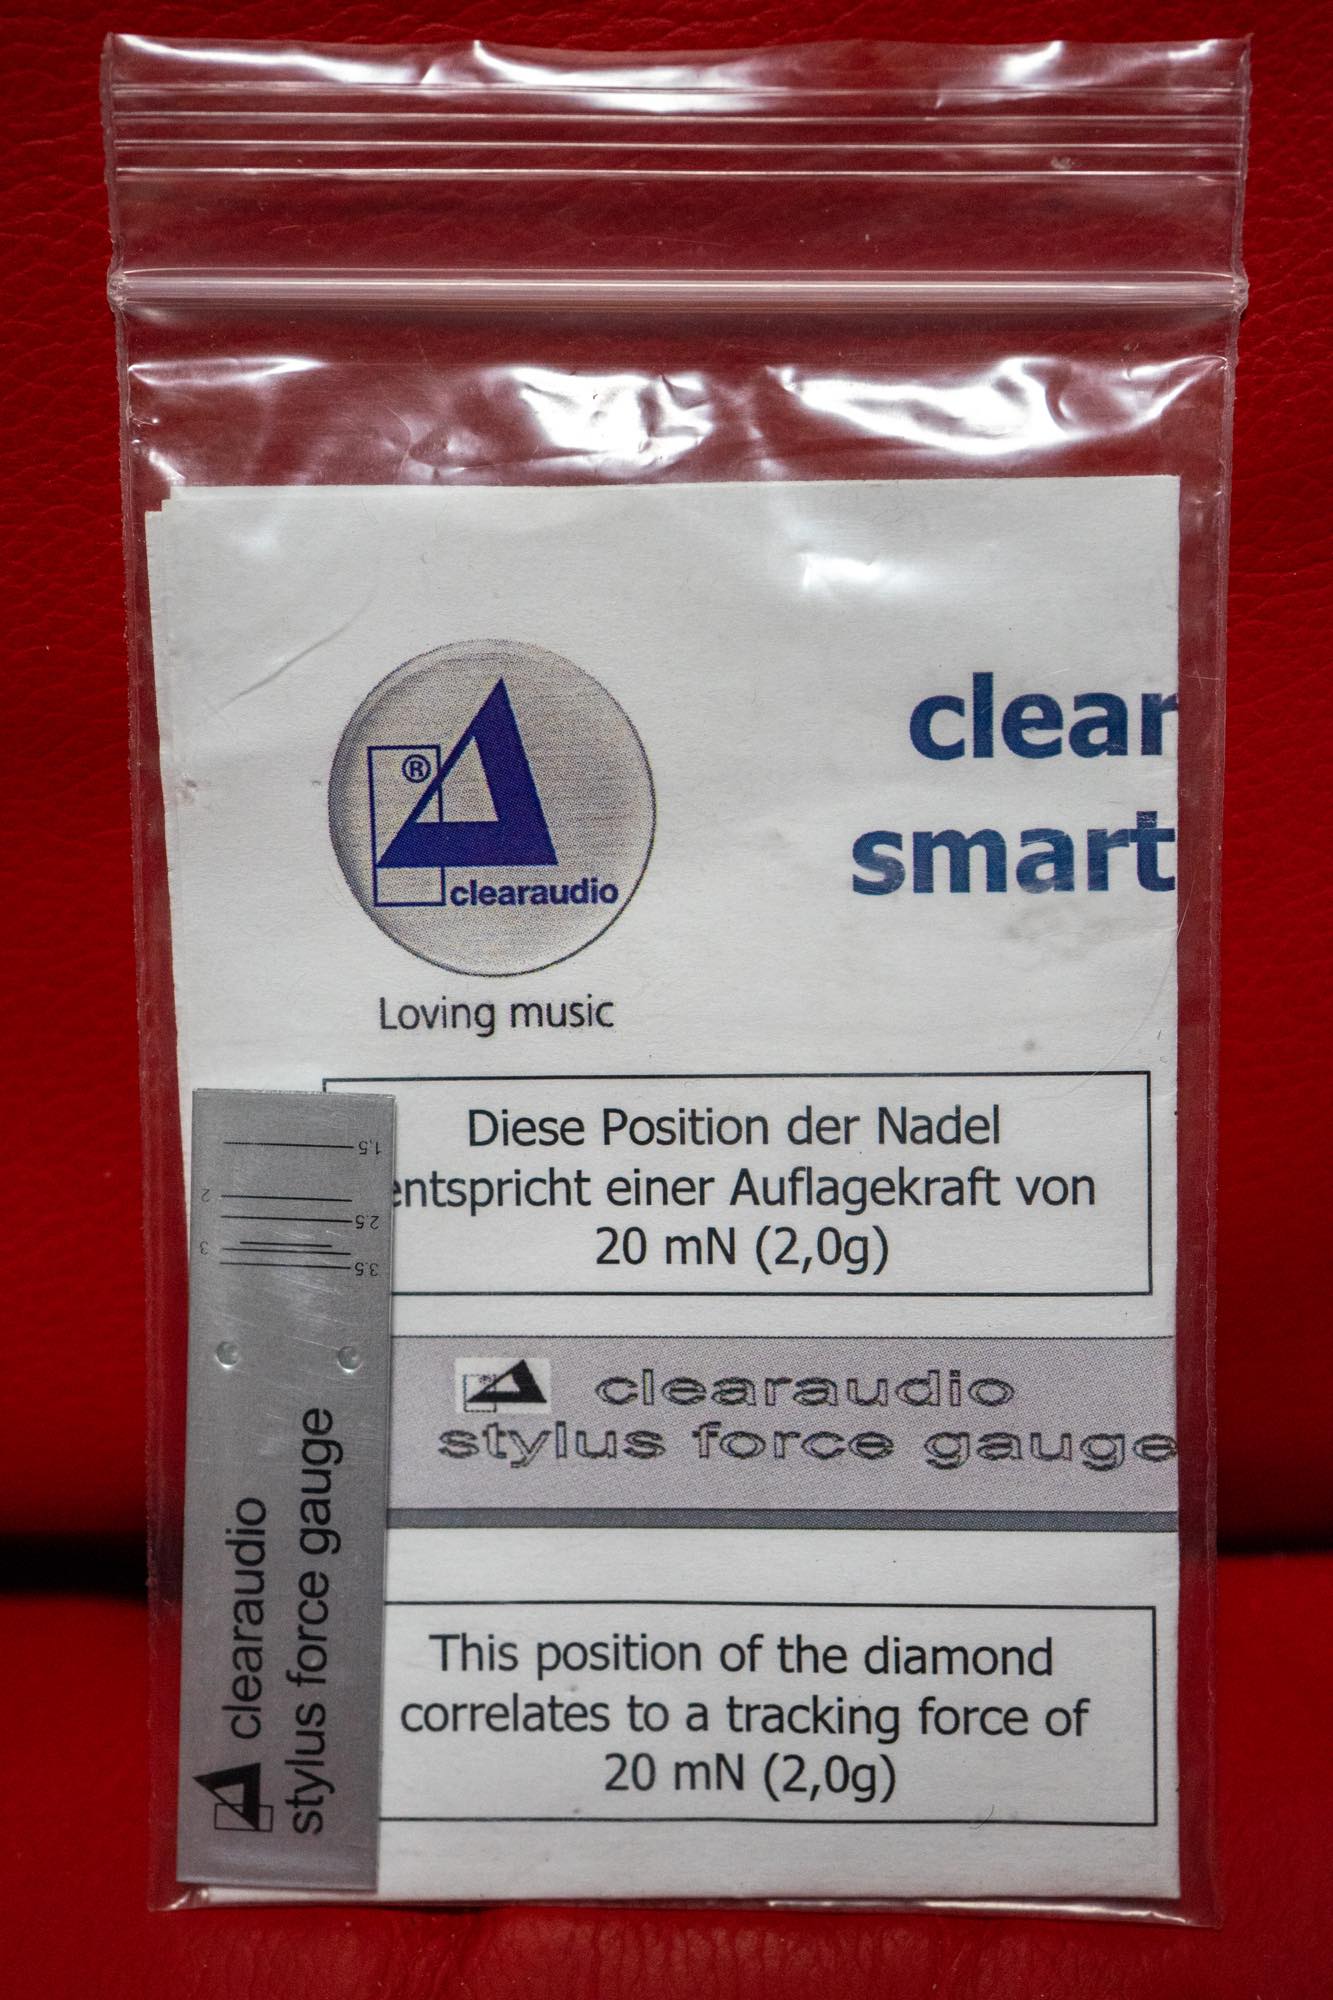 clear
smart
®
clearaudio
Loving music
Diese Position der Nadel
entspricht einer Auflagekraft von
20 mN (2,0g)
clearaudio
stylus force gauge
This position of the diamond
correlates to a tracking force of
20 mN (2,0g)
1.5
2
2.5
3
3.5
clearaudio
stylus force gauge